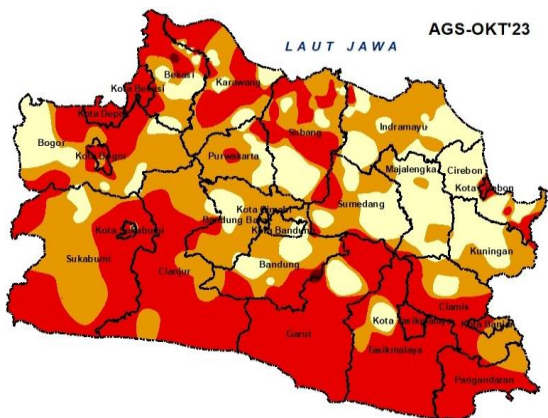 AGS-OKT'23
LAUT JAWA
Bekasi
Karawang
Kota Bekasi
Kota Depok
Subang
Indramayu
Bogor
Kota Bogor
Purwakarta
Majalengka
Cirebon
Kota Cirebon
Kota Cimahi
Sumedang
Bandung Barat
Kota Sukabumi
Kota Bandung
Kuningan
Sukabumi
Cianjur
Bandung
Ciamis
Kota Tasikmalaya
Kota Banjar
Garut
Tasikmalaya
Pangandaran